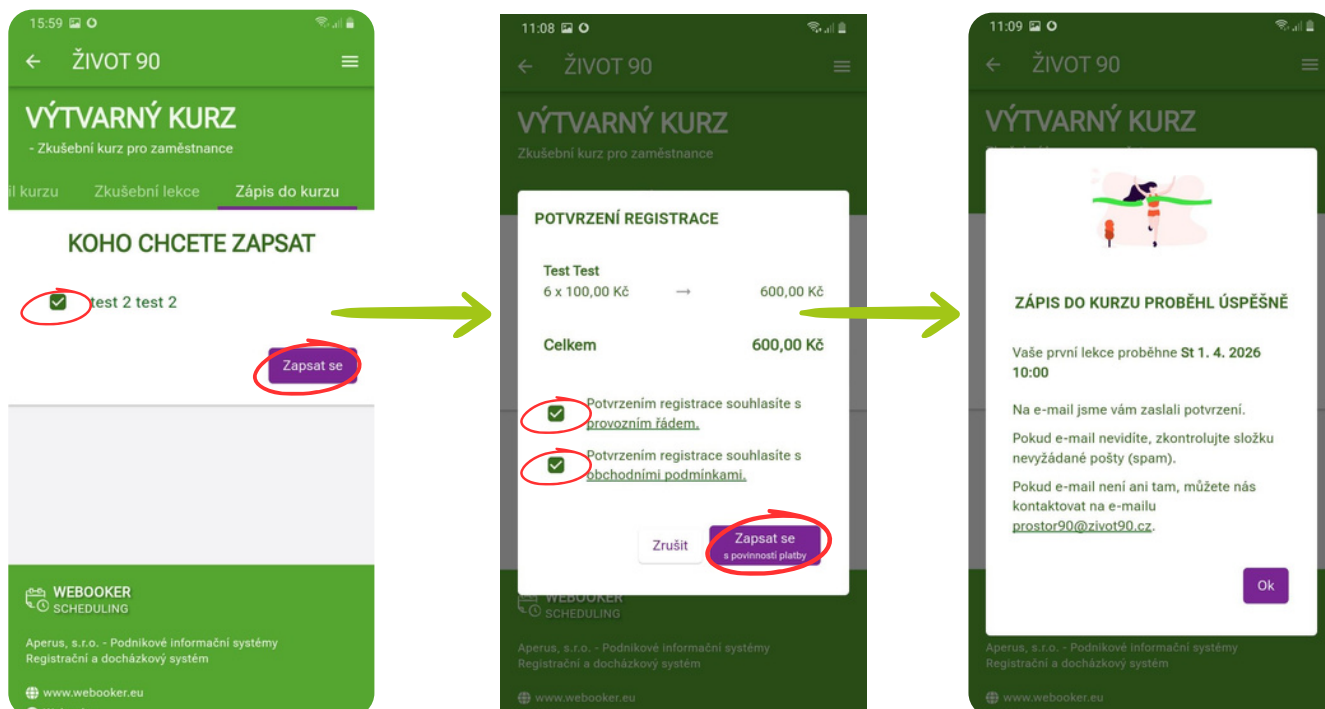 15:59
ŽIVOT 90
VÝTVARNÝ KURZ
- Zkušební kurz pro zaměstnance
il kurzu Zkušební lekce Zápis do kurzu
KOHO CHCETE ZAPSAT
test 2 test 2
Zapsat se
WEBOOKER
SCHEDULING
Aperus, s.r.o. - Podnikové informační systémy
Registrační a docházkový systém
www.webooker.eu
11:08
ŽIVOT 90
VÝTVARNÝ KURZ
Zkušební kurz pro zaměstnance
POTVRZENÍ REGISTRACE
Test Test
6 x 100,00 Kč → 600,00 Kč
Celkem 600,00 Kč
Potvrzením registrace souhlasíte s
provozním řádem.
Potvrzením registrace souhlasíte s
obchodními podmínkami.
Zrušit
Zapsat se
s povinností platby
WEBOOKER
SCHEDULING
Aperus, s.r.o. - Podnikové informační systémy
Registrační a docházkový systém
www.webooker.eu
11:09
ŽIVOT 90
VÝTVARNÝ KURZ
ZÁPIS DO KURZU PROBĚHL ÚSPĚŠNĚ
Vaše první lekce proběhne St 1. 4. 2026
10:00
Na e-mail jsme vám zaslali potvrzení.
Pokud e-mail nevidíte, zkontrolujte složku
nevyžádané pošty (spam).
Pokud e-mail není ani tam, můžete nás
kontaktovat na e-mailu
prostor90@zivot90.cz.
Ok
Aperus, s.r.o. - Podnikové informační systémy
Registrační a docházkový systém
www.webooker.eu